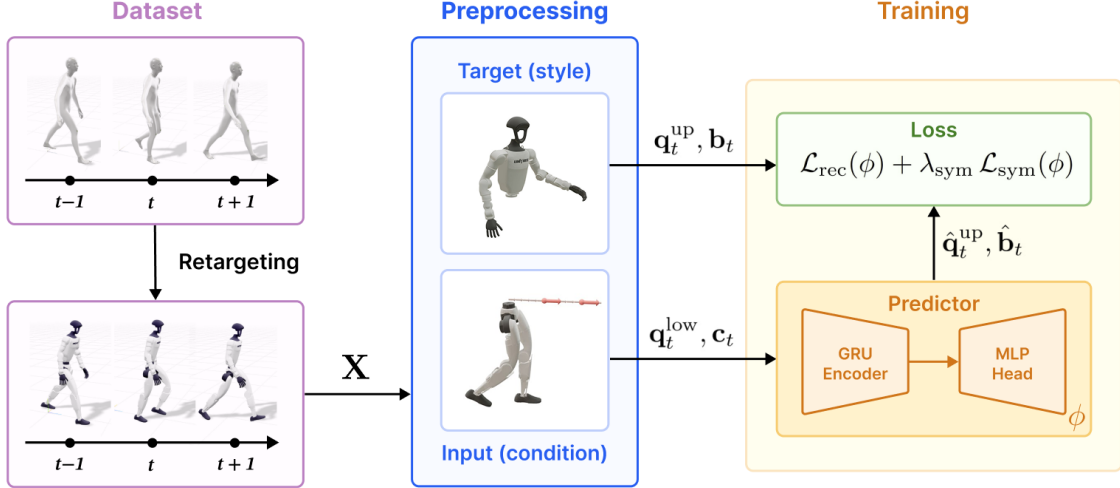 Dataset
t−1
t
t + 1
Retargeting
t−1
t
t + 1
X
Preprocessing
Target (style)
Input (condition)
q_t^up, b_t
q_t^low, c_t
Training
Loss
ℒ_rec(ϕ) + λ_sym ℒ_sym(ϕ)
q̂_t^up, b̂_t
Predictor
GRU
Encoder
MLP
Head
ϕ